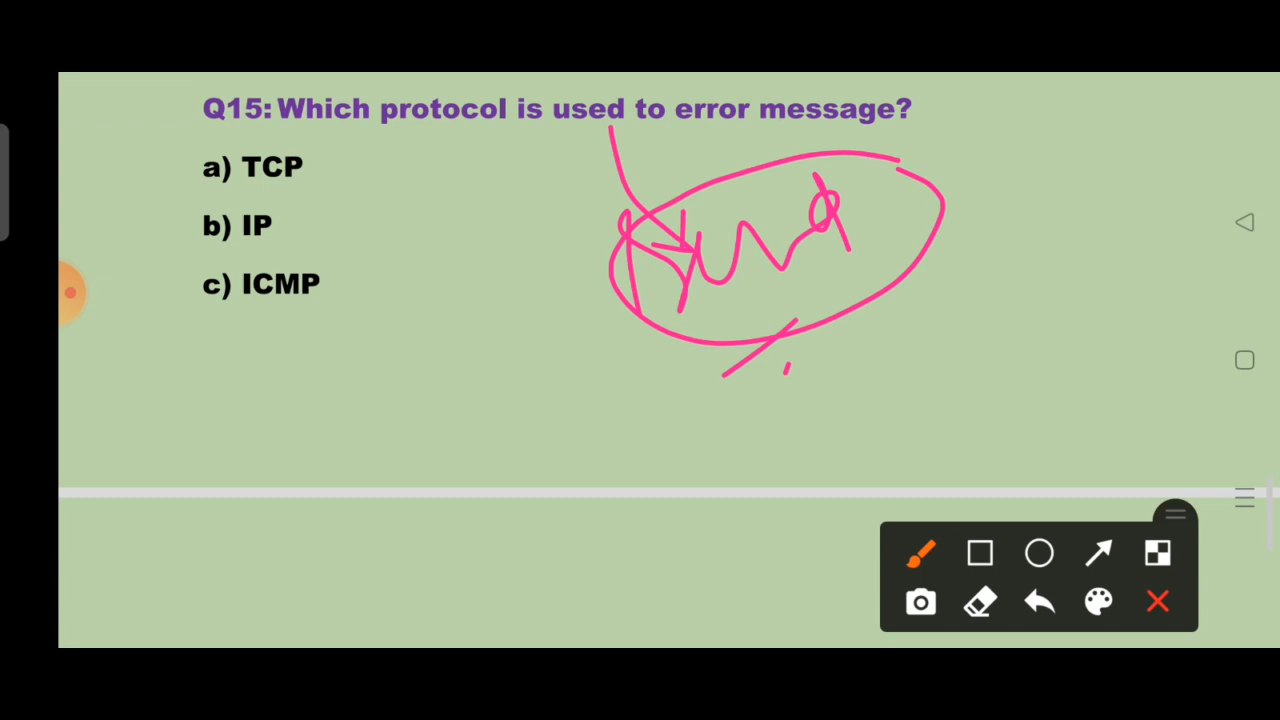 Q15: Which protocol is used to error message?
a) TCP
b) IP
c) ICMP